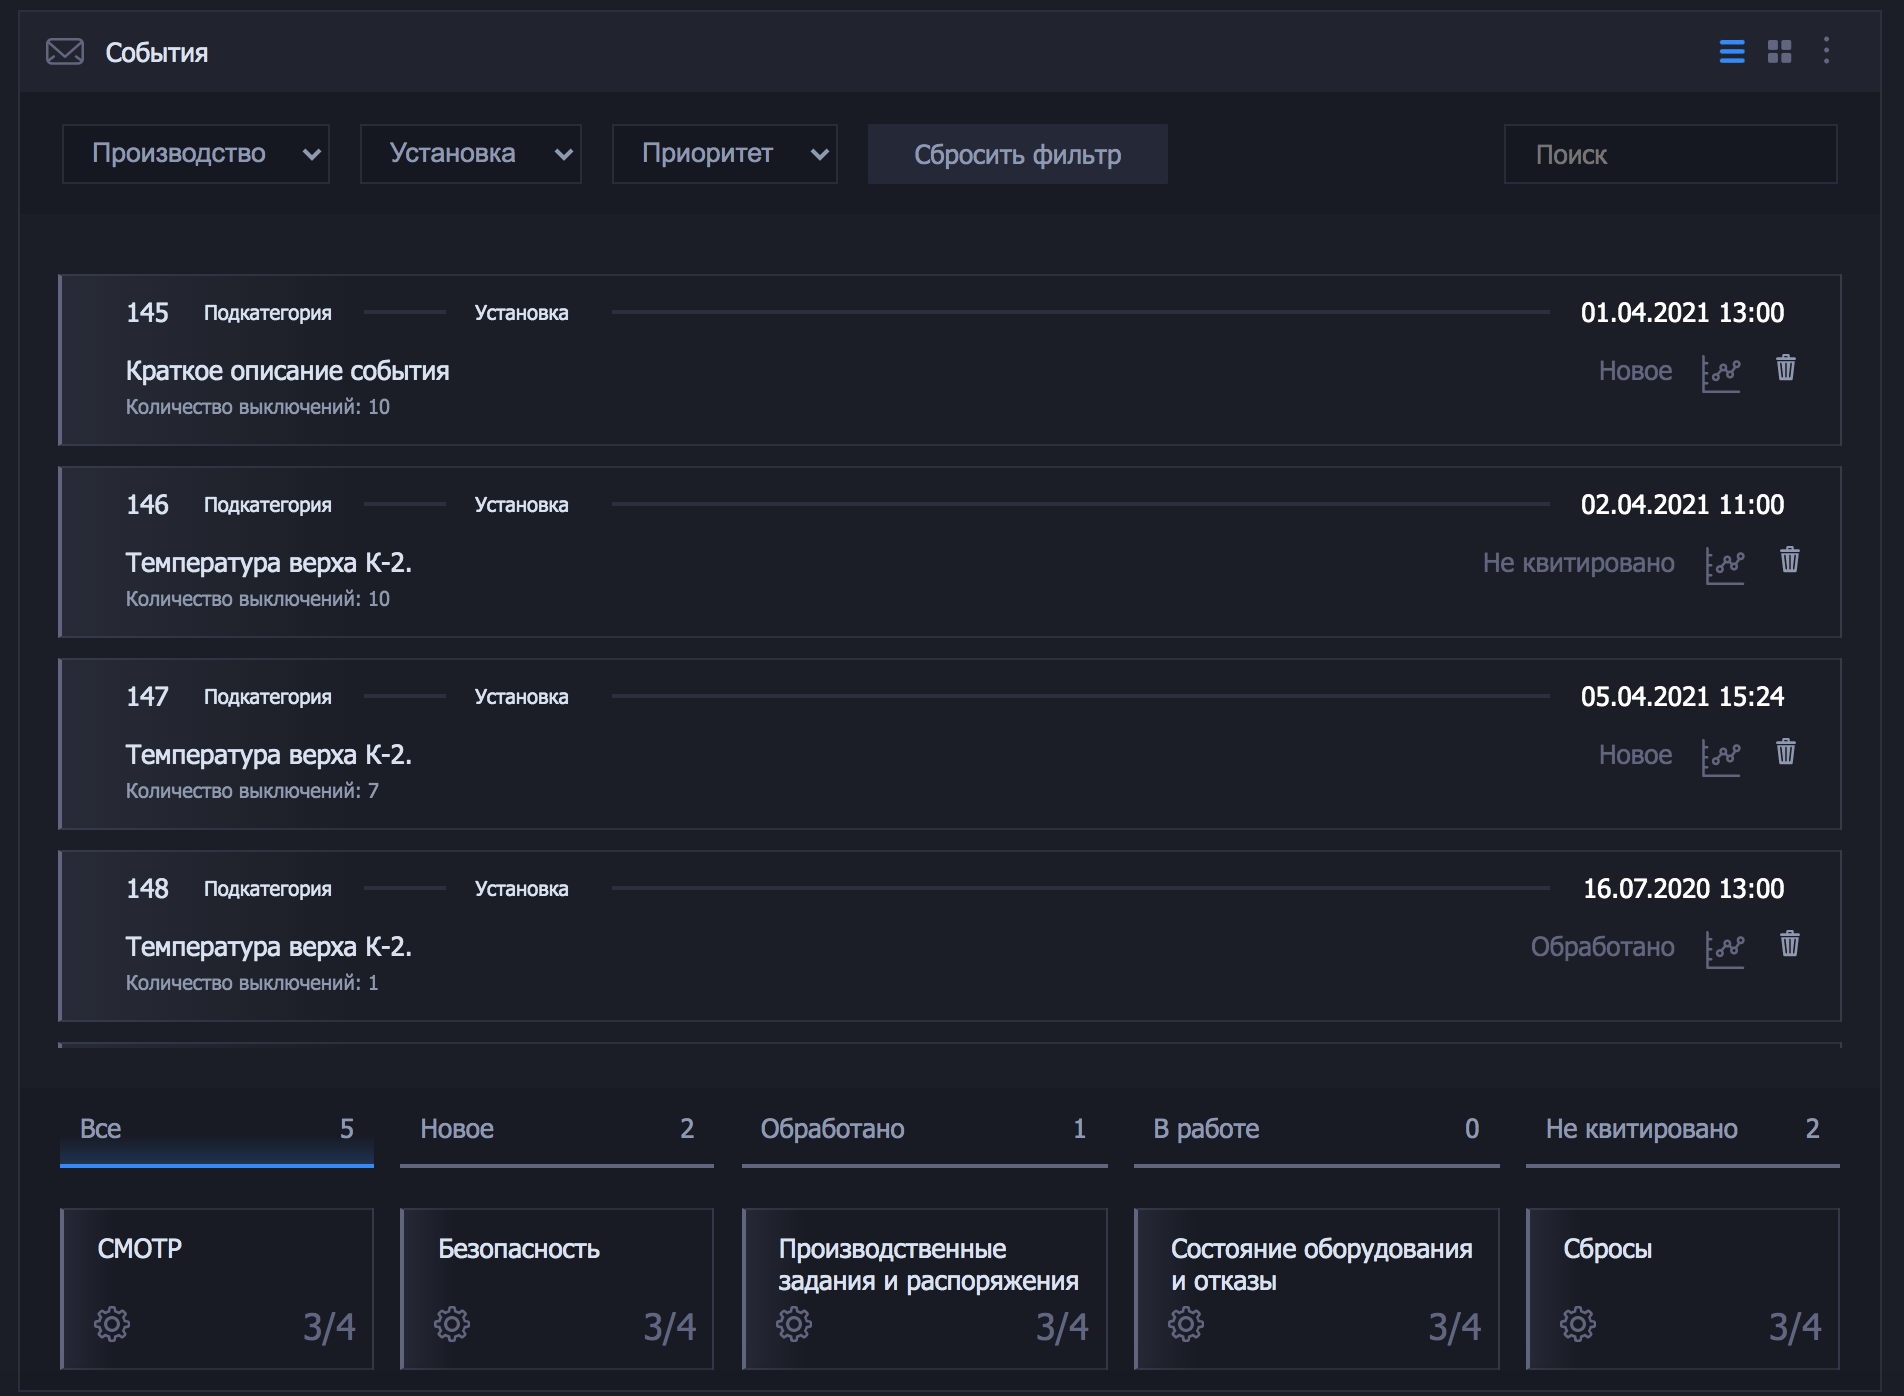 События
Производство Установка Приоритет Сбросить фильтр Поиск
145 Подкатегория Установка 01.04.2021 13:00
Краткое описание события Новое
Количество выключений: 10
146 Подкатегория Установка 02.04.2021 11:00
Температура верха К-2. Не квитировано
Количество выключений: 10
147 Подкатегория Установка 05.04.2021 15:24
Температура верха К-2. Новое
Количество выключений: 7
148 Подкатегория Установка 16.07.2020 13:00
Температура верха К-2. Обработано
Количество выключений: 1
Все 5 Новое 2 Обработано 1 В работе 0 Не квитировано 2
СМОТР
3/4
Безопасность
3/4
Производственные
задания и распоряжения
3/4
Состояние оборудования
и отказы
3/4
Сбросы
3/4